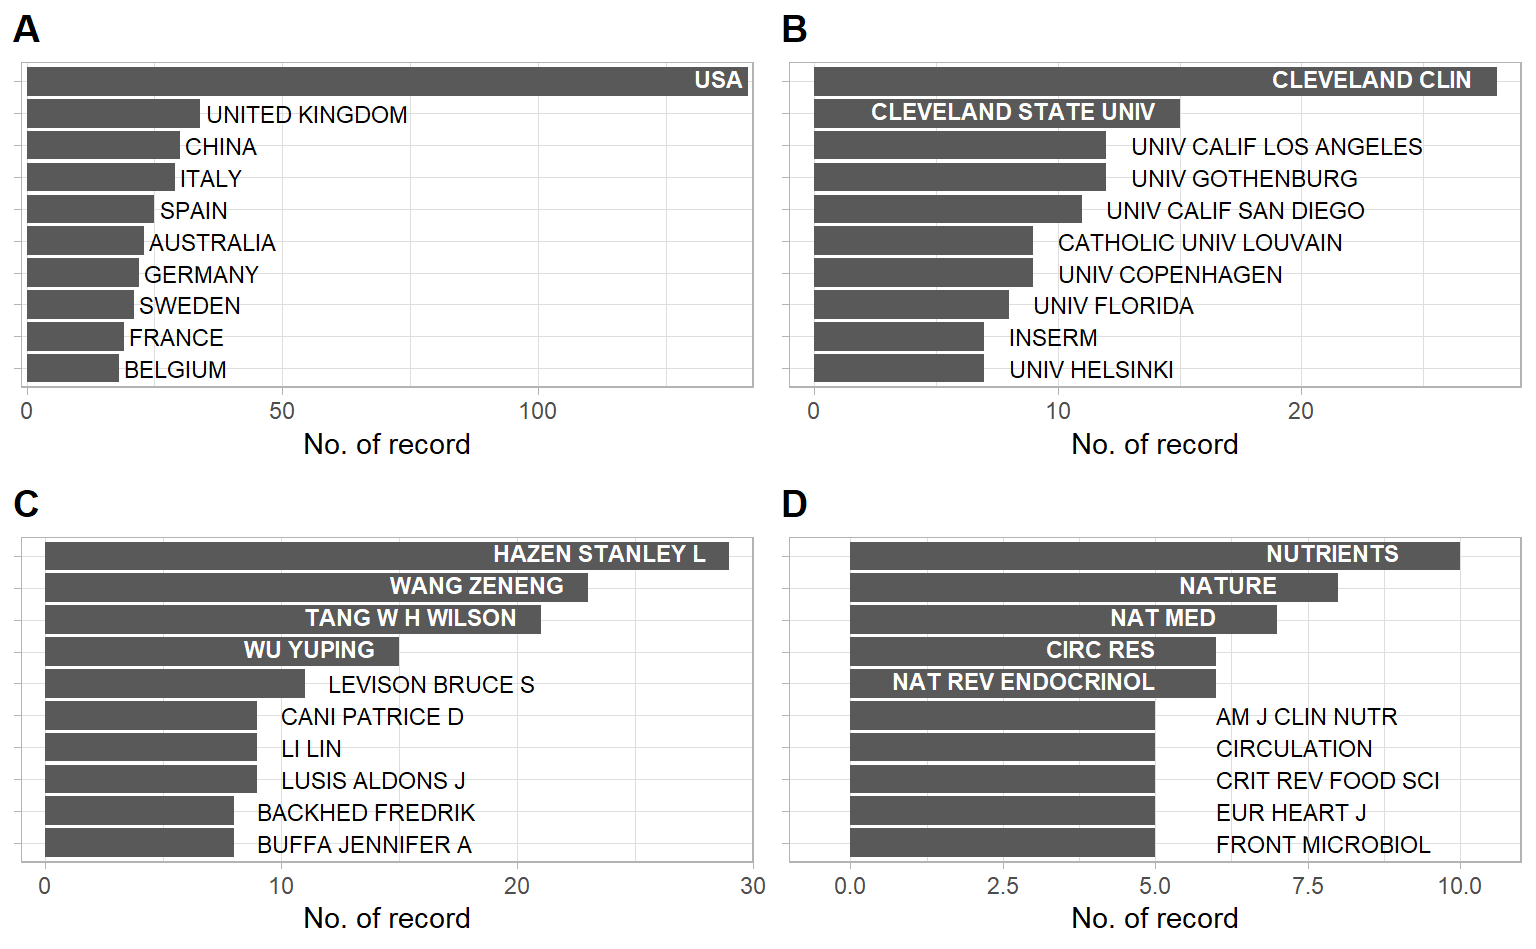 A
USA
UNITED KINGDOM
CHINA
ITALY
SPAIN
AUSTRALIA
GERMANY
SWEDEN
FRANCE
BELGIUM
0 50 100
No. of record
B
CLEVELAND CLIN
CLEVELAND STATE UNIV
UNIV CALIF LOS ANGELES
UNIV GOTHENBURG
UNIV CALIF SAN DIEGO
CATHOLIC UNIV LOUVAIN
UNIV COPENHAGEN
UNIV FLORIDA
INSERM
UNIV HELSINKI
0 10 20
No. of record
C
HAZEN STANLEY L
WANG ZENENG
TANG W H WILSON
WU YUPING
LEVISON BRUCE S
CANI PATRICE D
LI LIN
LUSIS ALDONS J
BACKHED FREDRIK
BUFFA JENNIFER A
0 10 20 30
No. of record
D
NUTRIENTS
NATURE
NAT MED
CIRC RES
NAT REV ENDOCRINOL
AM J CLIN NUTR
CIRCULATION
CRIT REV FOOD SCI
EUR HEART J
FRONT MICROBIOL
0.0 2.5 5.0 7.5 10.0
No. of record